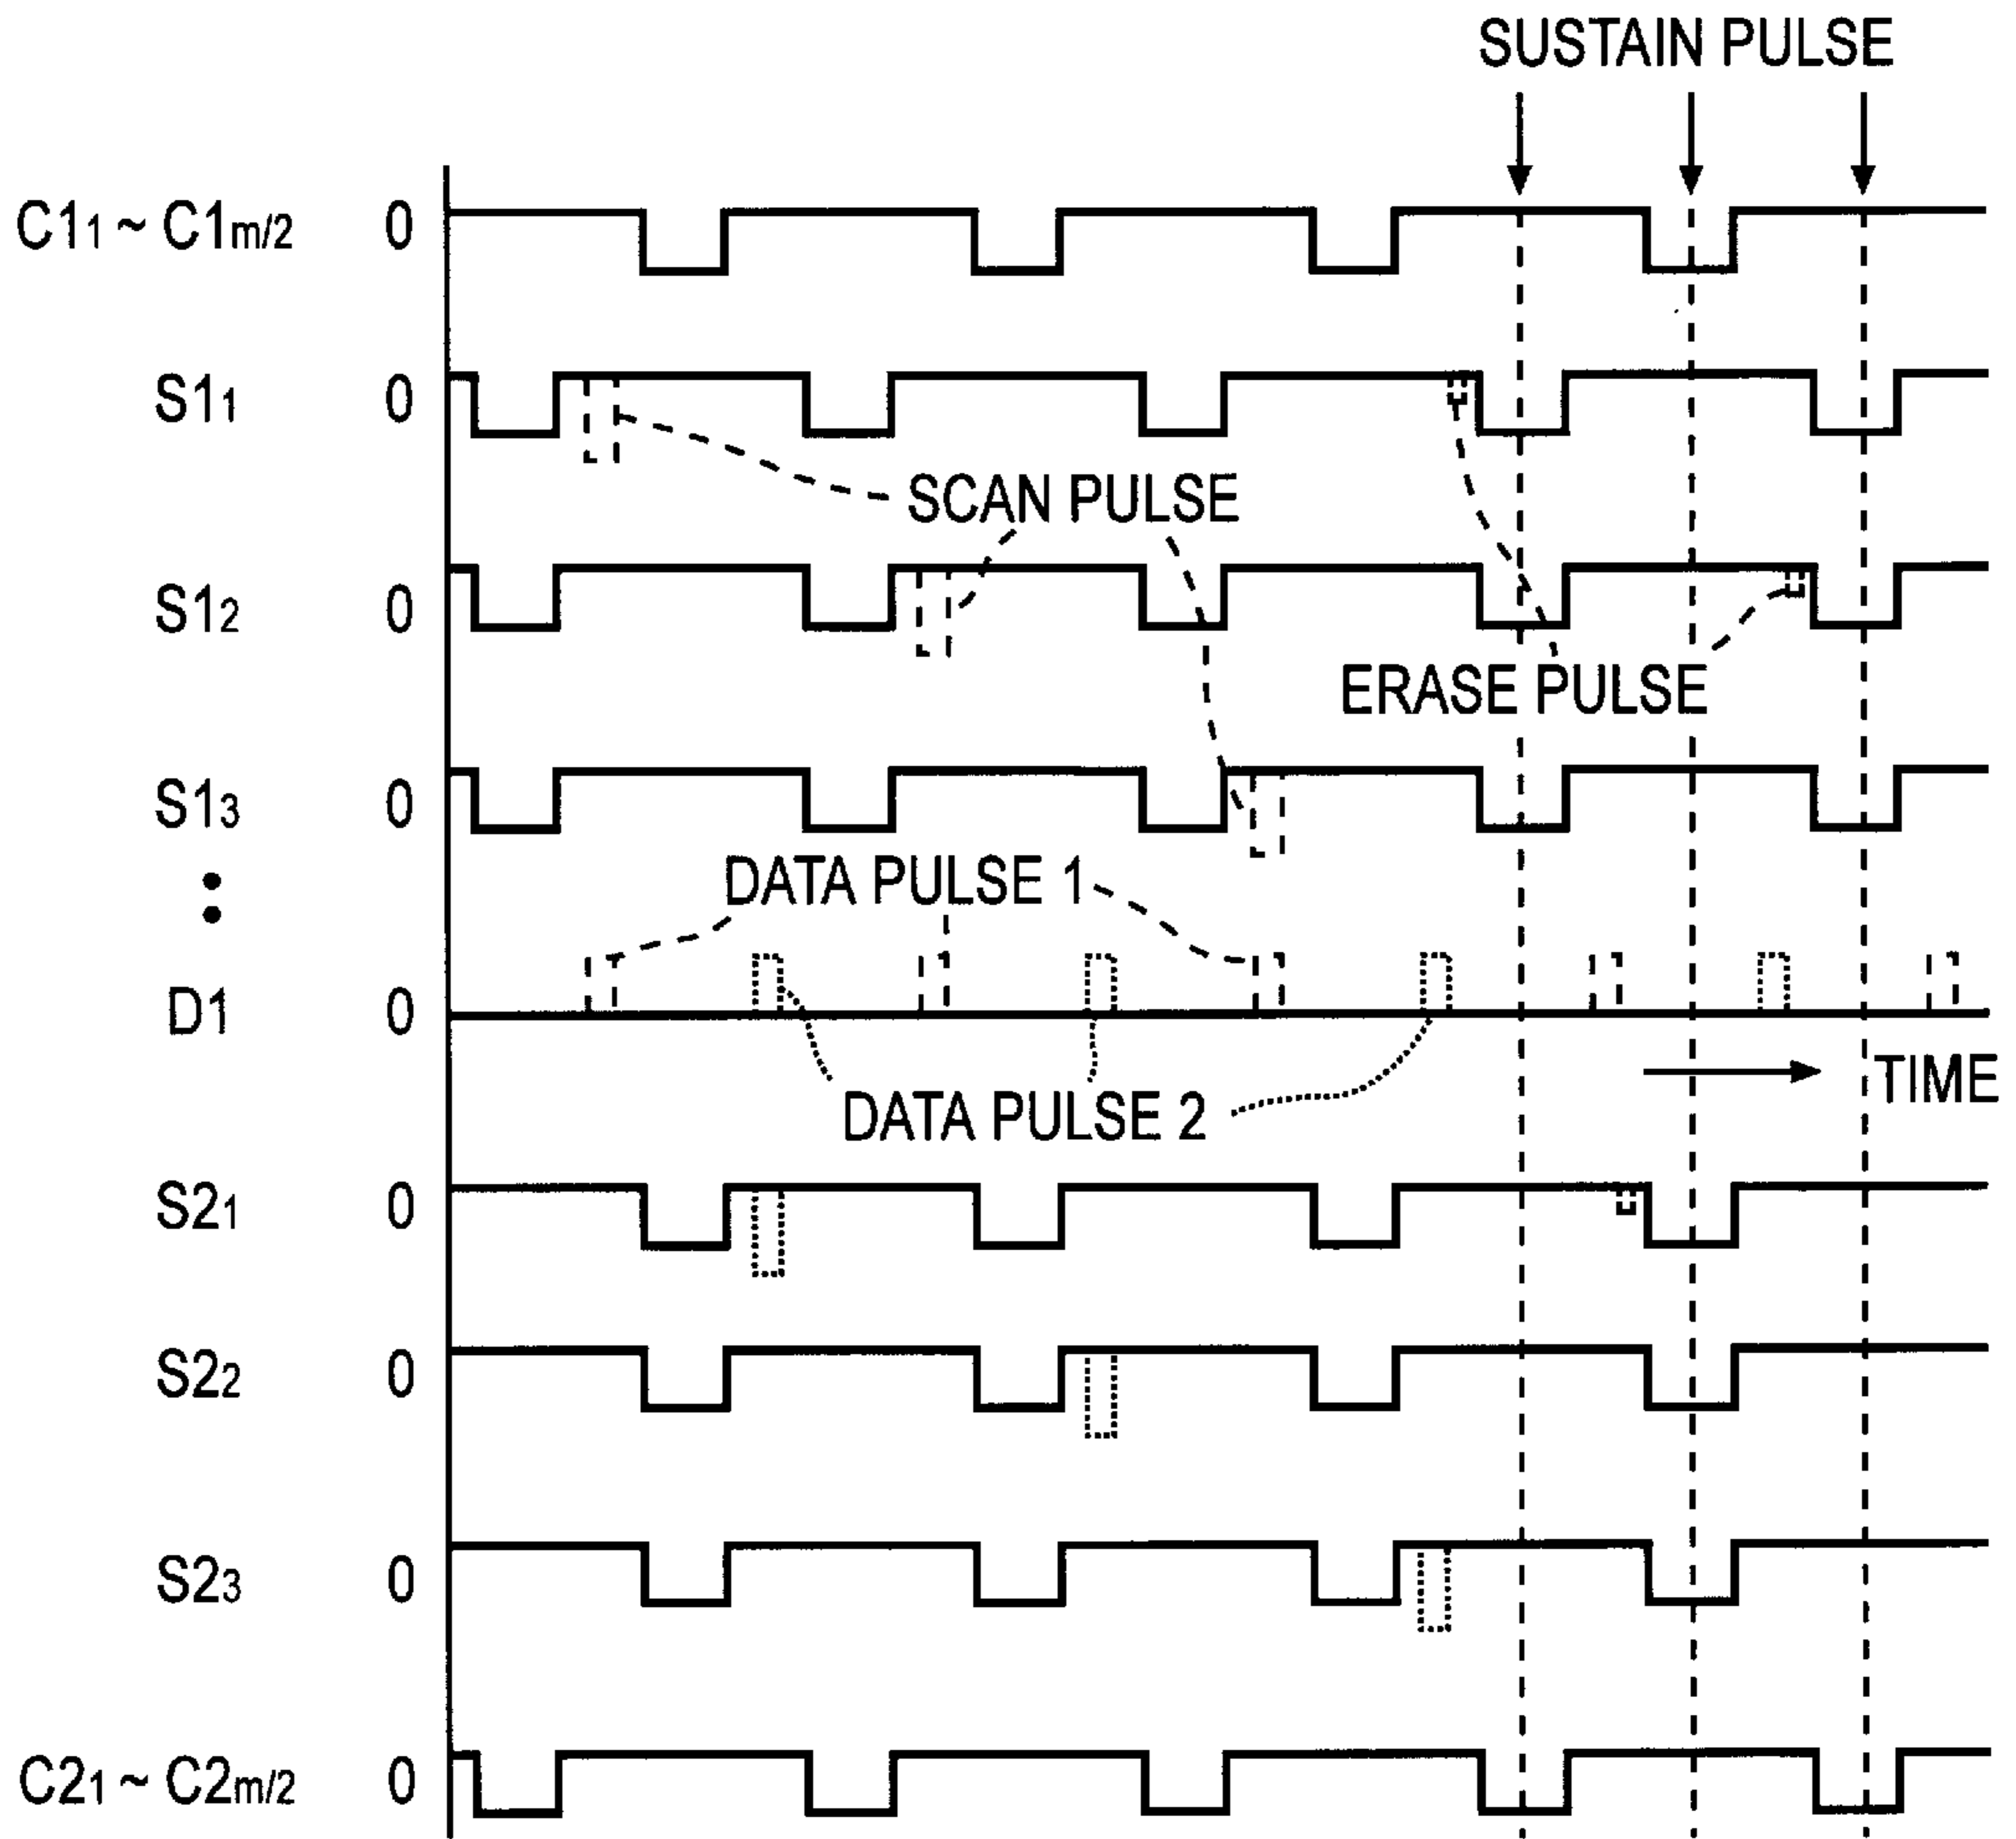 SUSTAIN PULSE
C11 ~ C1m/2 0
S11 0
SCAN PULSE
S12 0
ERASE PULSE
S13 0
DATA PULSE 1
D1 0
TIME
DATA PULSE 2
S21 0
S22 0
S23 0
C21 ~ C2m/2 0